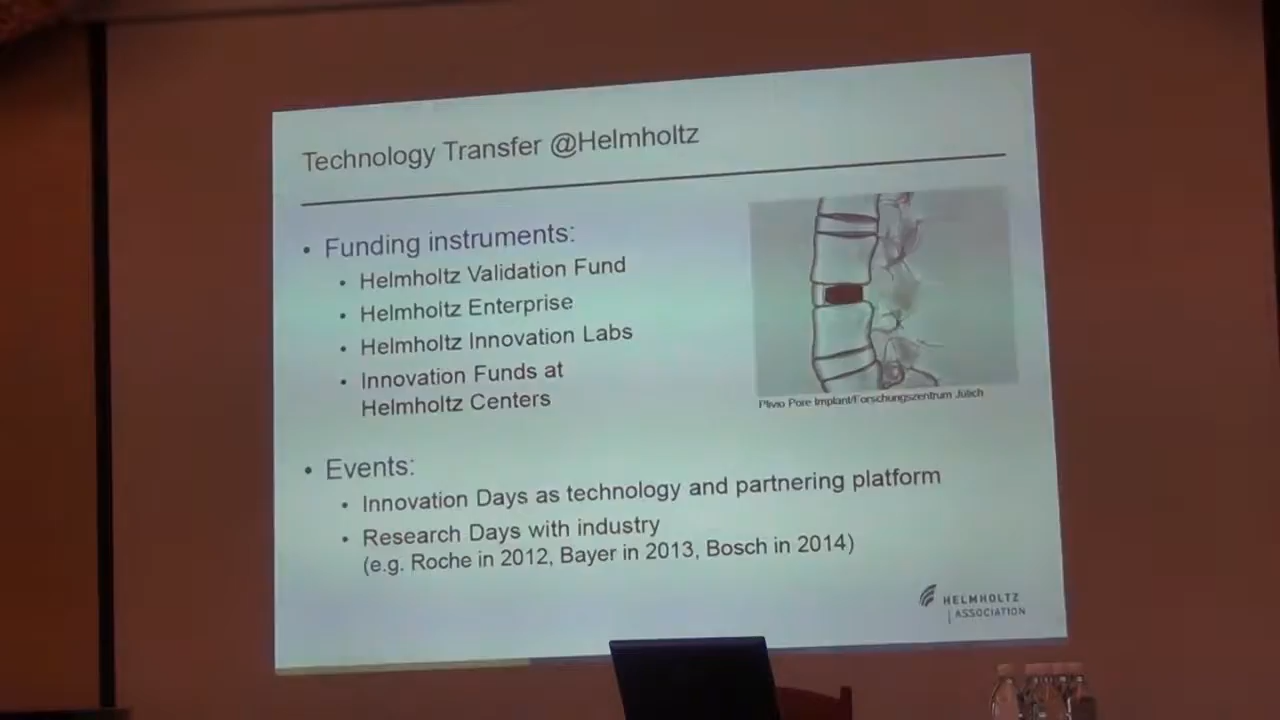 Technology Transfer @Helmholtz
• Funding instruments:
• Helmholtz Validation Fund
• Helmholtz Enterprise
• Helmholtz Innovation Labs
• Innovation Funds at
Helmholtz Centers
Plivio Pore Implant/Forschungszentrum Jülich
• Events:
• Innovation Days as technology and partnering platform
• Research Days with industry
(e.g. Roche in 2012, Bayer in 2013, Bosch in 2014)
HELMHOLTZ
| ASSOCIATION